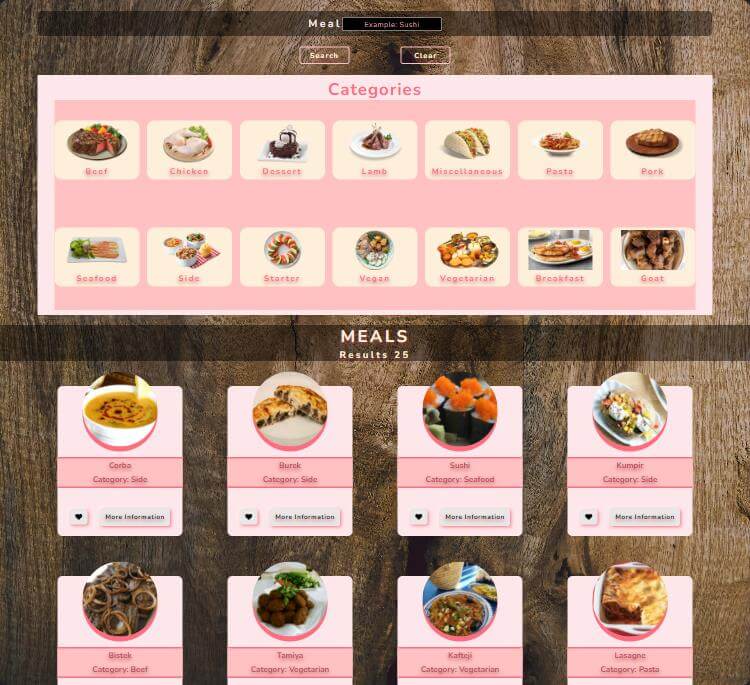 Meal Example: Sushi
Search Clear
Categories
Beef Chicken Dessert Lamb Miscellaneous Pasta Pork
Seafood Side Starter Vegan Vegetarian Breakfast Goat
MEALS
Results 25
Corba Burek Sushi Kumpir
Category: Side Category: Side Category: Seafood Category: Side
More Information More Information More Information More Information
Bistek Tamiya Kafteji Lasagne
Category: Beef Category: Vegetarian Category: Vegetarian Category: Pasta